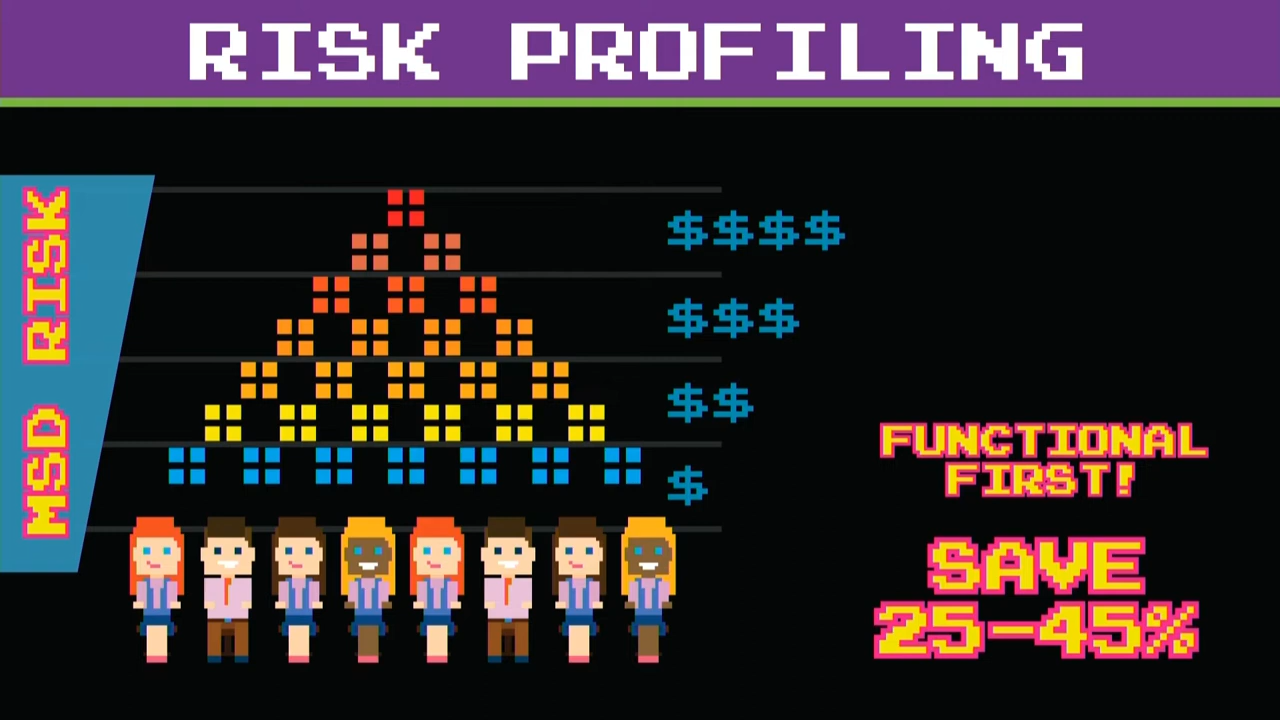 RISK PROFILING
MSD RISK
$$$$
$$$
$$
$
FUNCTIONAL
FIRST!
SAVE
25-45%